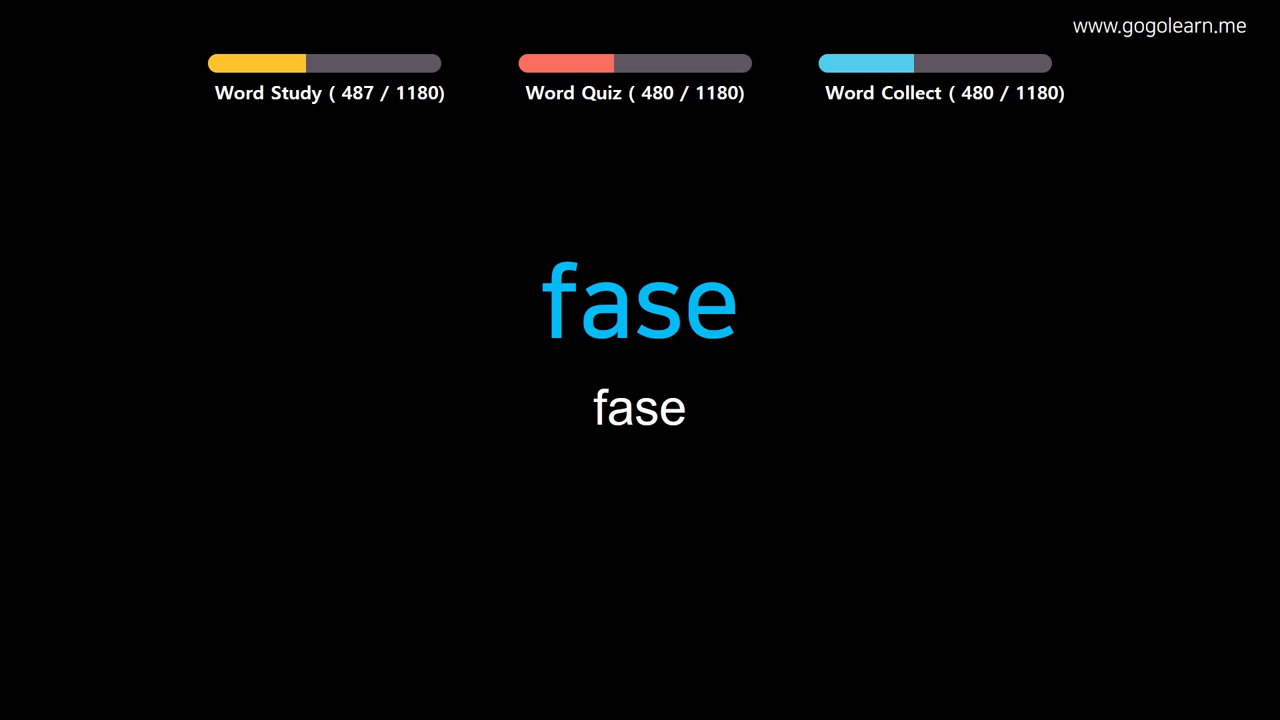 www.gogolearn.me
Word Study ( 487 / 1180)
Word Quiz ( 480 / 1180)
Word Collect ( 480 / 1180)
fase
fase